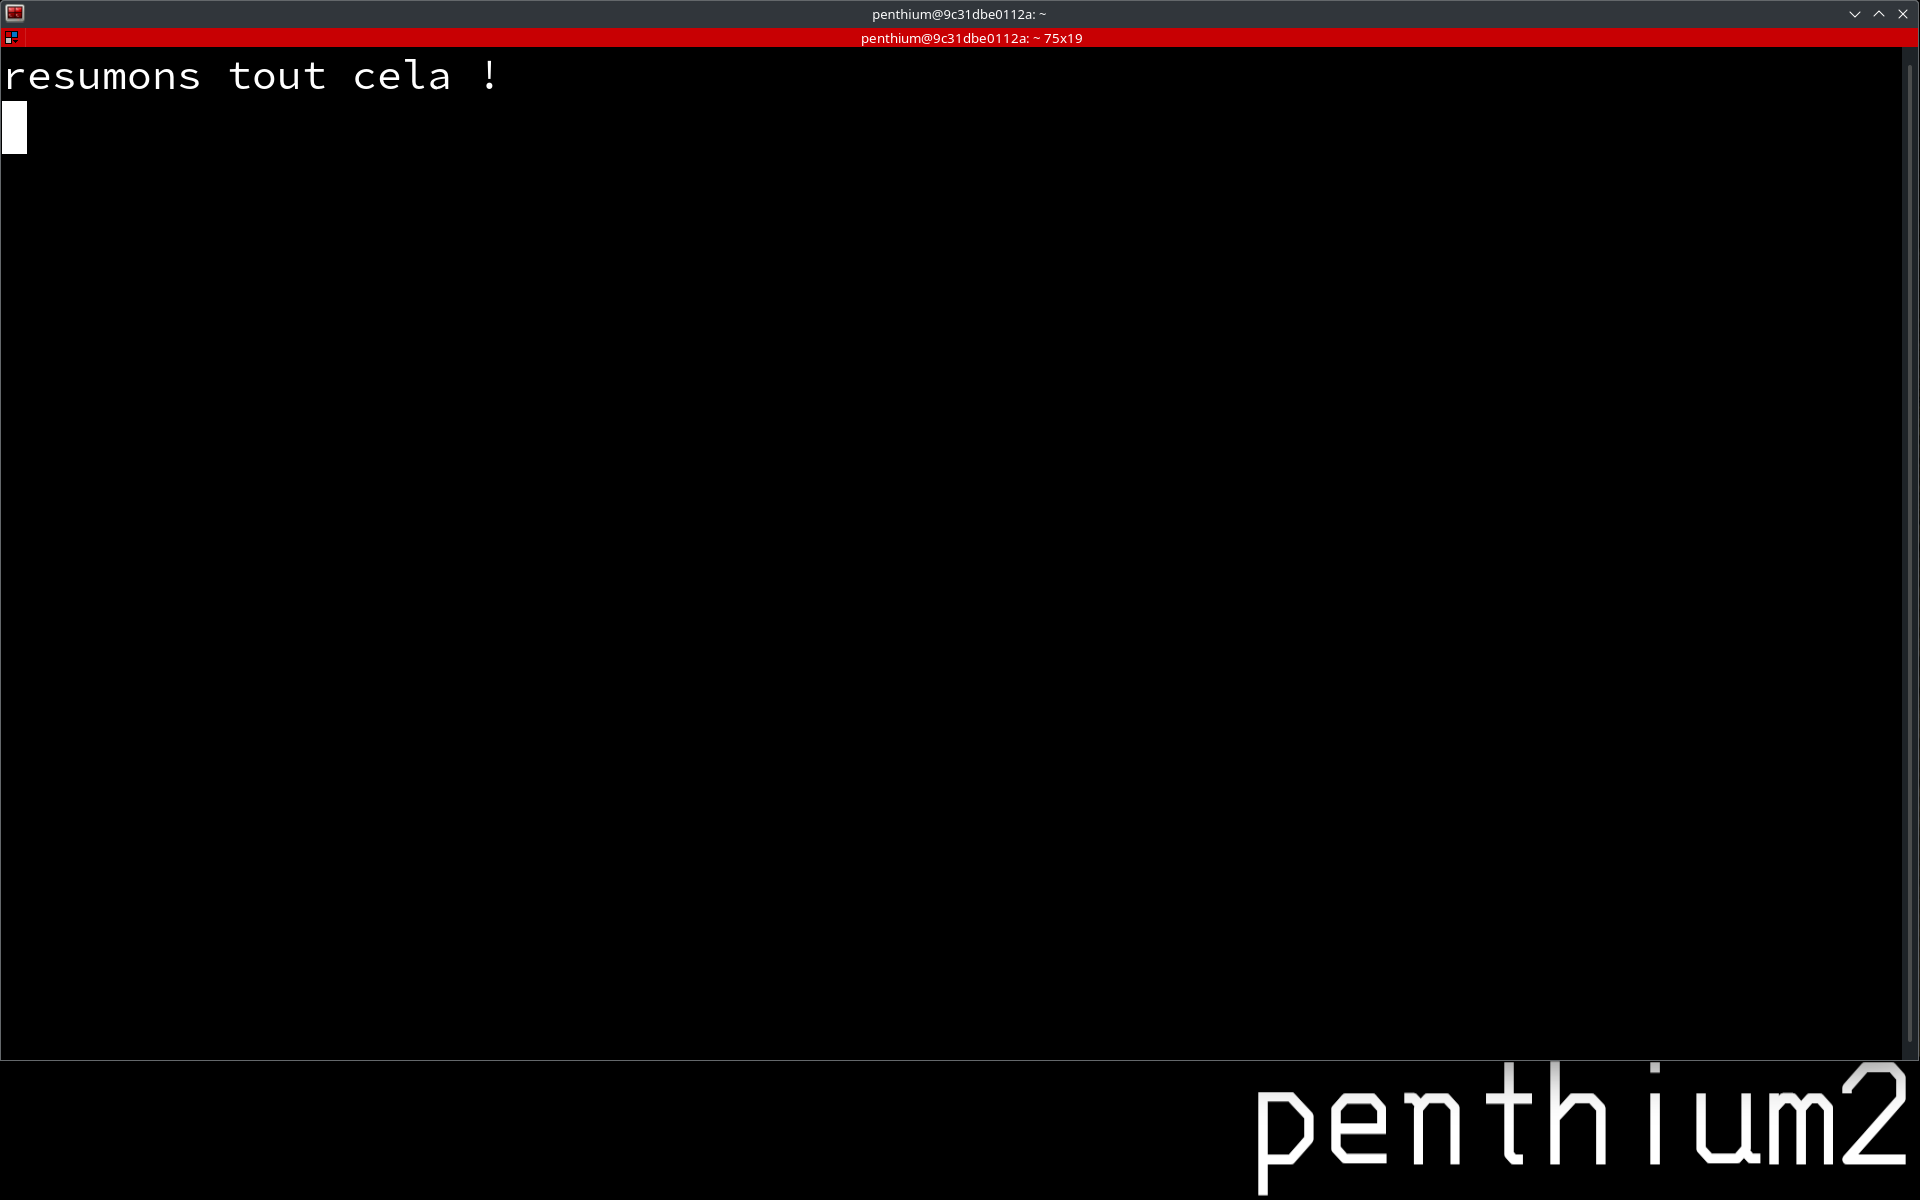 penthium@9c31dbe0112a: ~
penthium@9c31dbe0112a: ~ 75x19
resumons tout cela !
penthium2